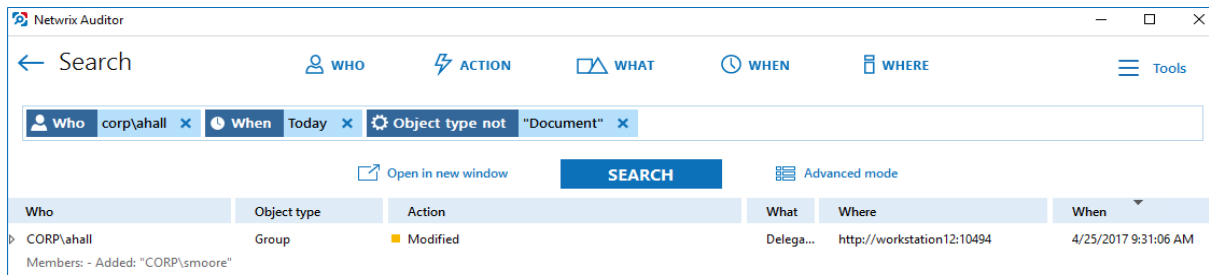 Netwrix Auditor
Search WHO ACTION WHAT WHEN WHERE Tools
Who corp\ahall When Today Object type not "Document"
Open in new window SEARCH Advanced mode
Who Object type Action What Where When
CORP\ahall Group Modified Delega... http://workstation12:10494 4/25/2017 9:31:06 AM
Members: - Added: "CORP\smoore"